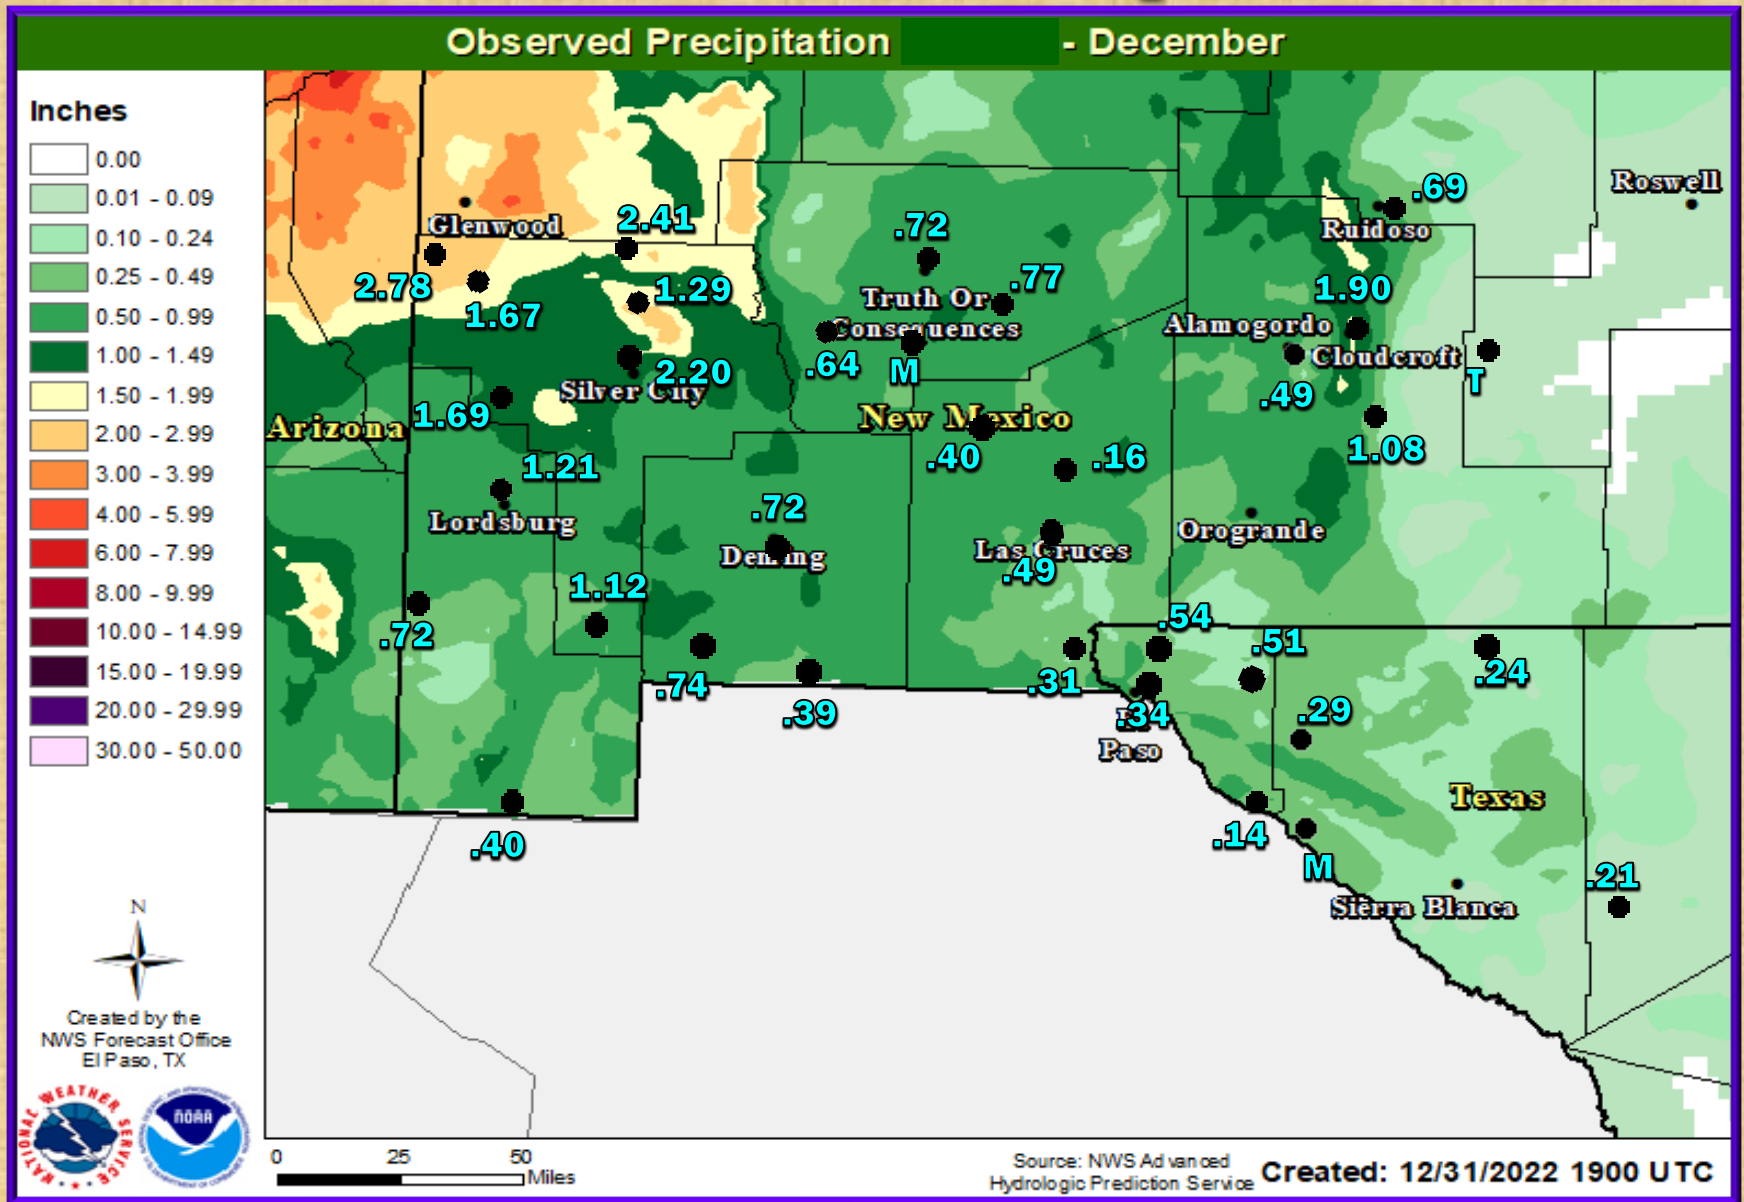 Observed Precipitation - December
Inches
0.00
0.01 - 0.09
0.10 - 0.24
0.25 - 0.49
0.50 - 0.99
1.00 - 1.49
1.50 - 1.99
2.00 - 2.99
3.00 - 3.99
4.00 - 5.99
6.00 - 7.99
8.00 - 9.99
10.00 - 14.99
15.00 - 19.99
20.00 - 29.99
30.00 - 50.00
N
Created by the
NWS Forecast Office
El Paso, TX
NATIONAL WEATHER SERVICE
NOAA
Roswell
.69
Glenwood
2.41
.72
Ruidoso
2.78
1.67
1.29
.77
Truth Or
Consequences
1.90
Alamogordo
Cloudcroft
.64
M
2.20
Silver City
T
.49
Arizona
1.69
New Mexico
.40
.16
1.08
1.21
Lordsburg
.72
Deming
Las Cruces
.49
Orogrande
1.12
.72
.54
.51
.74
.39
.31
.34
.29
.24
El
Paso
Texas
.40
.14
M
.21
Sierra Blanca
0 25 50
Miles
Source: NWS Advanced
Hydrologic Prediction Service
Created: 12/31/2022 1900 UTC